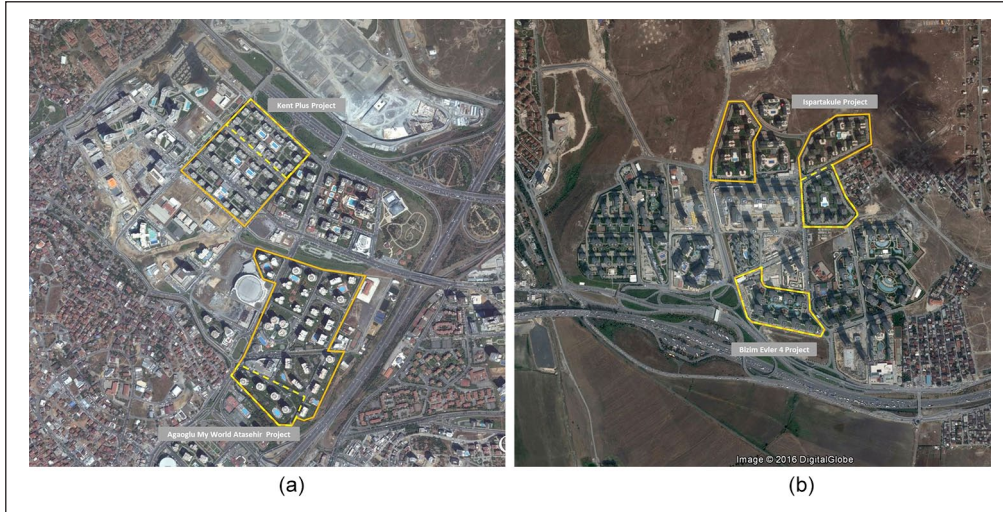 Kent Plus Project
Agaoglu My World Atasehir Project
(a)
Ispartakule Project
Bizim Evler 4 Project
Image © 2016 DigitalGlobe
(b)